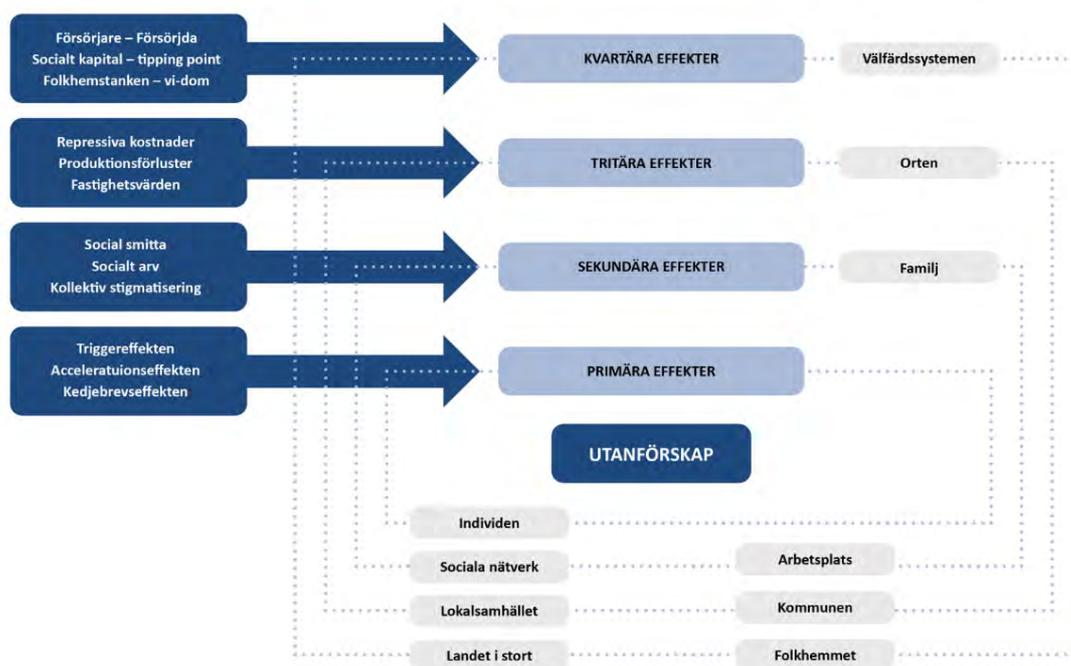 Försörjare – Försörjda
Socialt kapital – tipping point
Folkhemstanken – vi-dom
KVARTÄRA EFFEKTER
Välfärdssystemen
Repressiva kostnader
Produktionsförluster
Fastighetsvärden
TRITÄRA EFFEKTER
Orten
Social smitta
Socialt arv
Kollektiv stigmatisering
SEKUNDÄRA EFFEKTER
Familj
Triggereffekten
Acceleratuionseffekten
Kedjebrevseffekten
PRIMÄRA EFFEKTER
UTANFÖRSKAP
Individen
Sociala nätverk
Arbetsplats
Lokalsamhället
Kommunen
Landet i stort
Folkhemmet